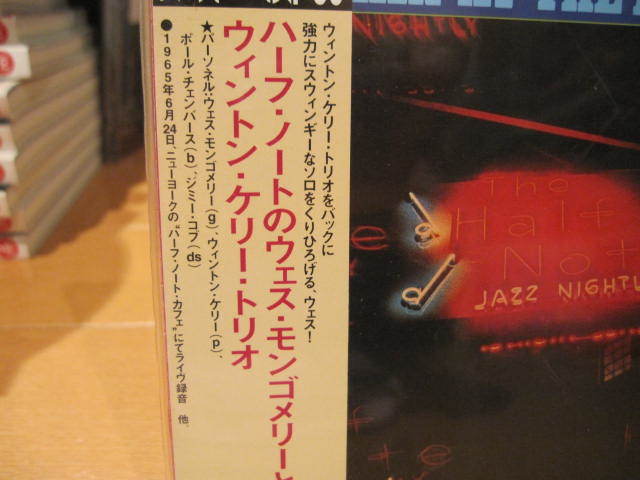 ウィントン・ケリー・トリオをバックに
強力にスウィンギーなソロをくりひろげる、ウェス!
ハーフ・ノートのウェス・モンゴメリーと
ウィントン・ケリー・トリオ
★パーソネル:ウェス・モンゴメリー(g)、ウィントン・ケリー(p)、
ポール・チェンバース(b)、ジミー・コブ(ds)
●1965年6月24日、ニューヨークの“ハーフ・ノート・カフェ”にてライヴ録音 他。
NIGHTLY
The
Half
Not
JAZZ NIGHTLY